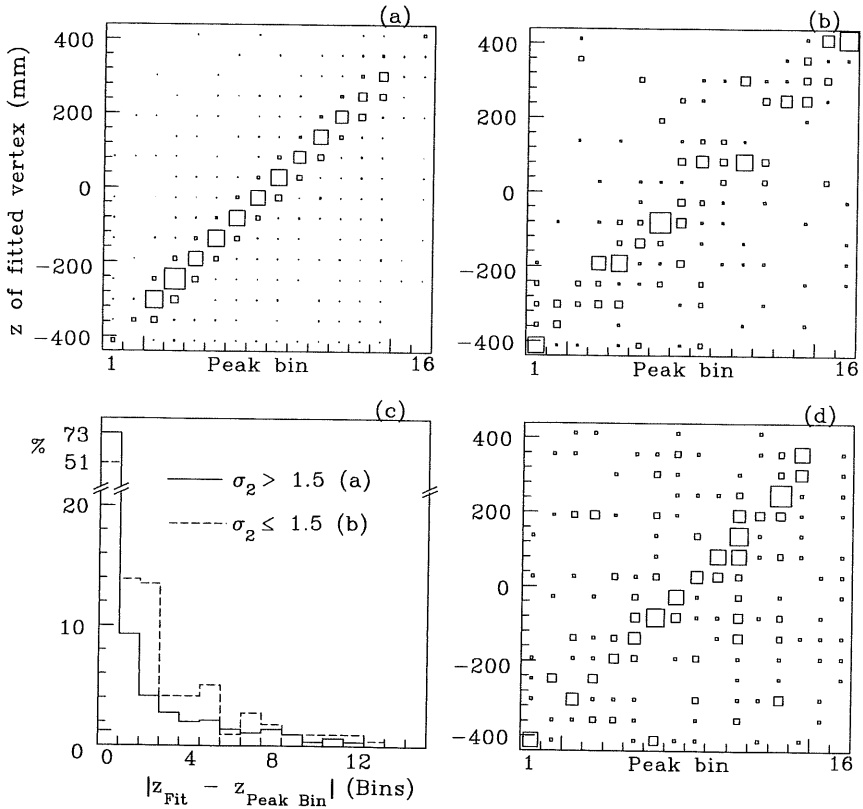 (a)
400
200
0
−200
−400
z of fitted vertex (mm)
1
Peak bin
16
(b)
400
200
0
−200
−400
1
Peak bin
16
(c)
%
73
51
20
10
0
σ₂ > 1.5 (a)
σ₂ ≤ 1.5 (b)
0 4 8 12
|z_Fit − z_Peak Bin| (Bins)
(d)
400
200
0
−200
−400
1
Peak bin
16